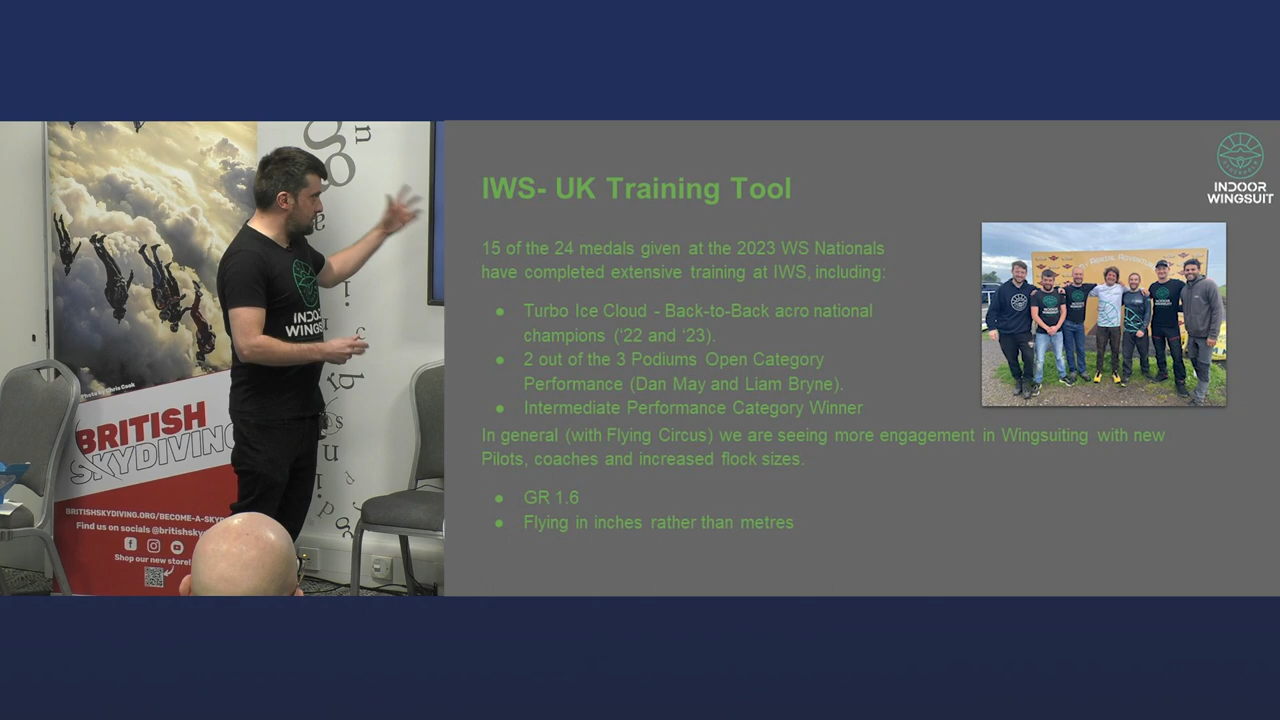 Photo by Chris Cook
BRITISH
SKYDIVING
BRITISHSKYDIVING.ORG/BECOME-A-SKYD
Find us on socials @britishsky
Shop our new store!
INDOOR
WINGSUIT
IWS- UK Training Tool
15 of the 24 medals given at the 2023 WS Nationals
have completed extensive training at IWS, including:
● Turbo Ice Cloud - Back-to-Back acro national
champions (‘22 and ‘23).
● 2 out of the 3 Podiums Open Category
Performance (Dan May and Liam Bryne).
● Intermediate Performance Category Winner
In general (with Flying Circus) we are seeing more engagement in Wingsuiting with new
Pilots, coaches and increased flock sizes.
● GR 1.6
● Flying in inches rather than metres
INDOOR
WINGSUIT